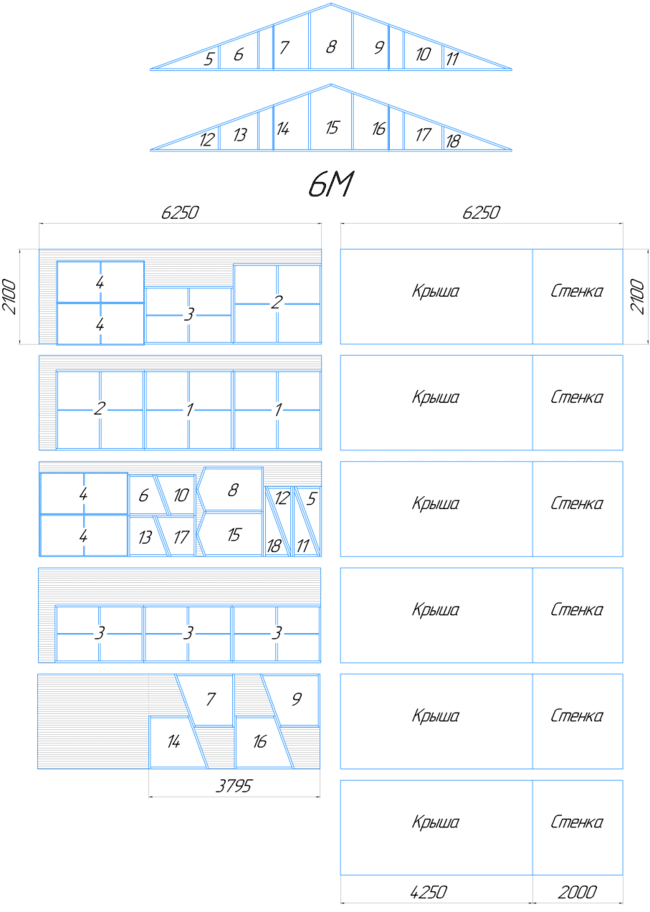 5 6 7 8 9 10 11
12 13 14 15 16 17 18
6М
6250 6250
2100 4 4 3 2 Крыша Стенка 2100
2 1 1 Крыша Стенка
4 4 6 10 13 17 8 15 12 5 18 11 Крыша Стенка
3 3 3 Крыша Стенка
7 9 14 16 Крыша Стенка
3795
Крыша Стенка
4250 2000